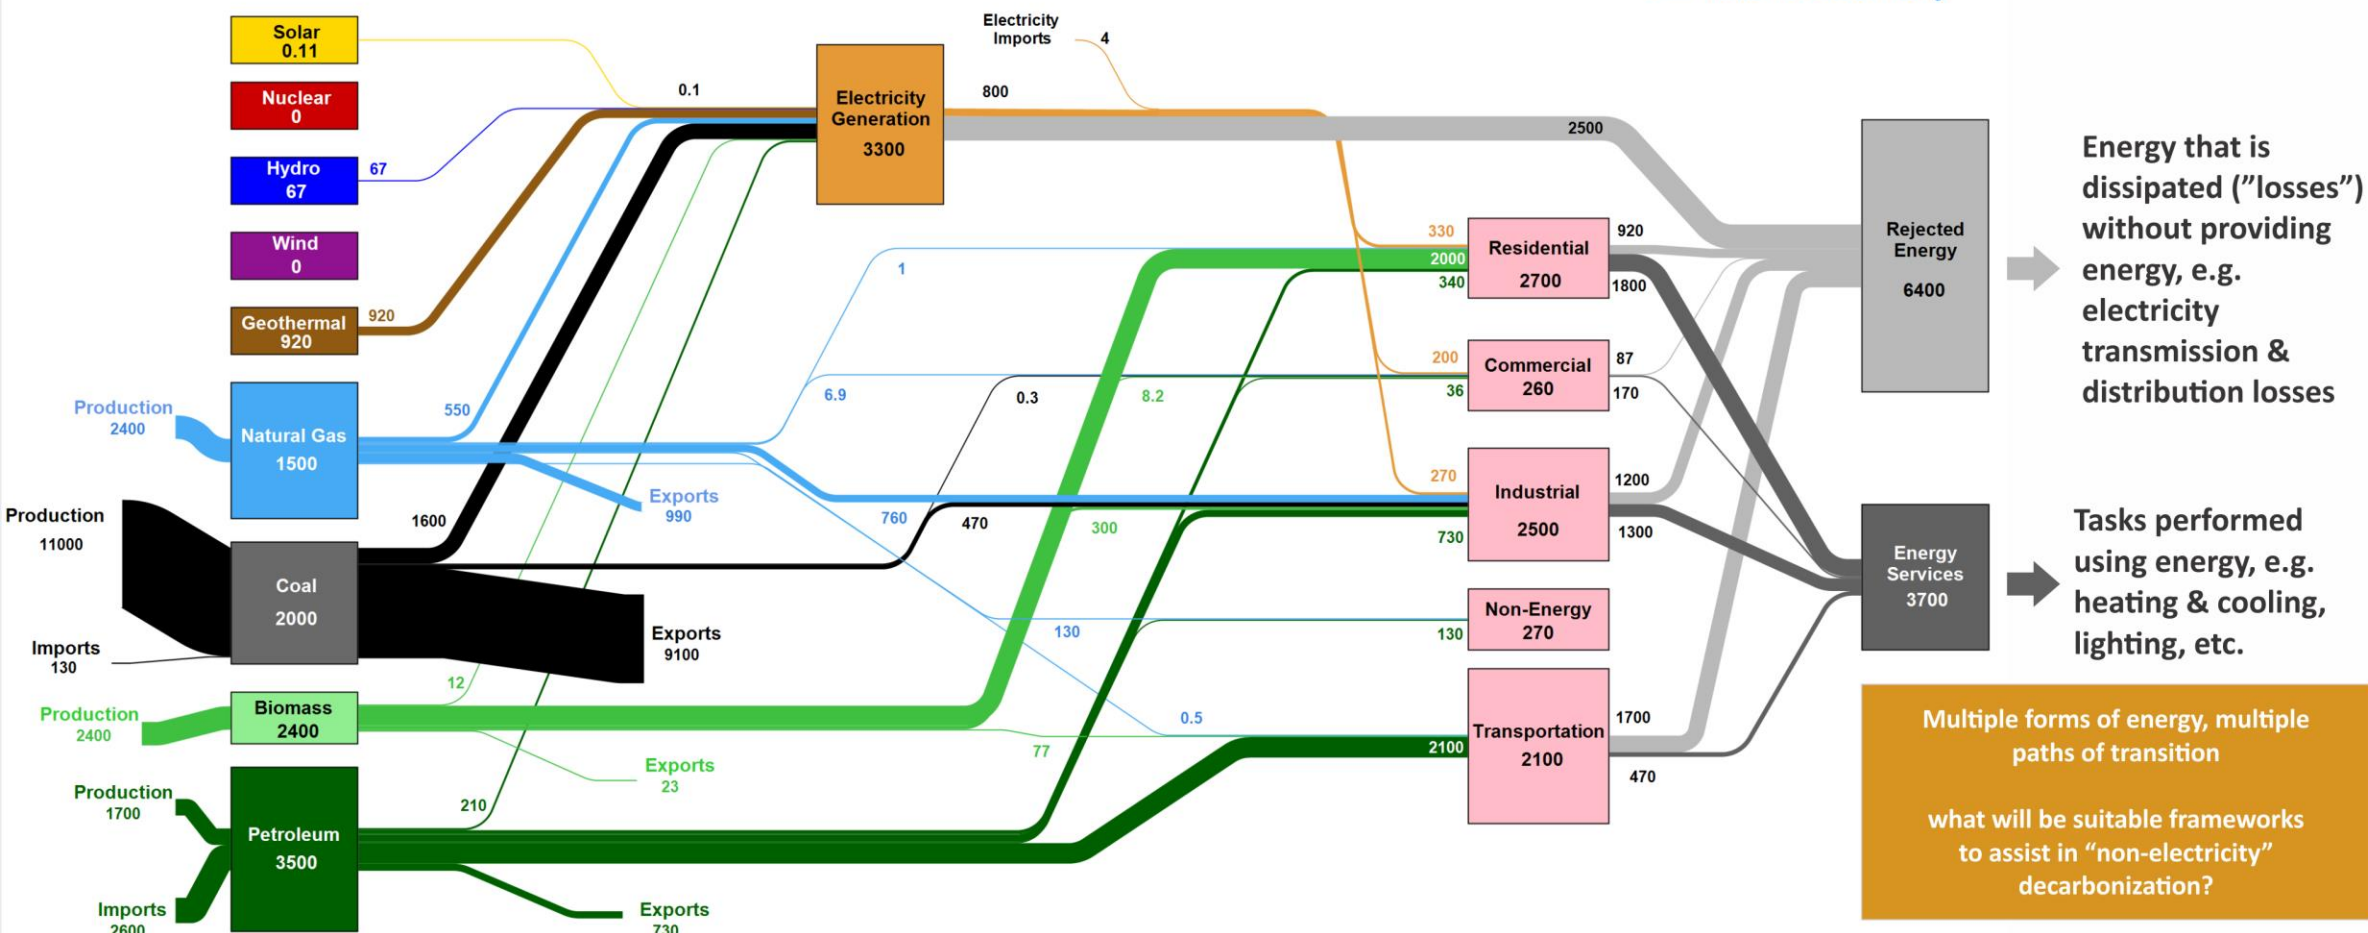 Solar
0.11
Nuclear
0
Hydro
67
67
Wind
0
Geothermal
920
920
Production
2400
Natural Gas
1500
550
Exports
990
Production
11000
Imports
130
Coal
2000
1600
Exports
9100
Production
2400
Biomass
2400
12
Exports
23
Production
1700
Imports
2600
Petroleum
3500
210
Exports
730
0.1
Electricity
Generation
3300
Electricity
Imports
4
800
2500
1
6.9
0.3
8.2
760
470
300
130
0.5
77
330
2000
340
Residential
2700
920
1800
200
36
Commercial
260
87
170
270
730
Industrial
2500
1200
1300
130
Non-Energy
270
2100
Transportation
2100
1700
470
Rejected
Energy
6400
Energy
Services
3700
Energy that is
dissipated (”losses”)
without providing
energy, e.g.
electricity
transmission &
distribution losses
Tasks performed
using energy, e.g.
heating & cooling,
lighting, etc.
Multiple forms of energy, multiple
paths of transition
what will be suitable frameworks
to assist in “non-electricity”
decarbonization?